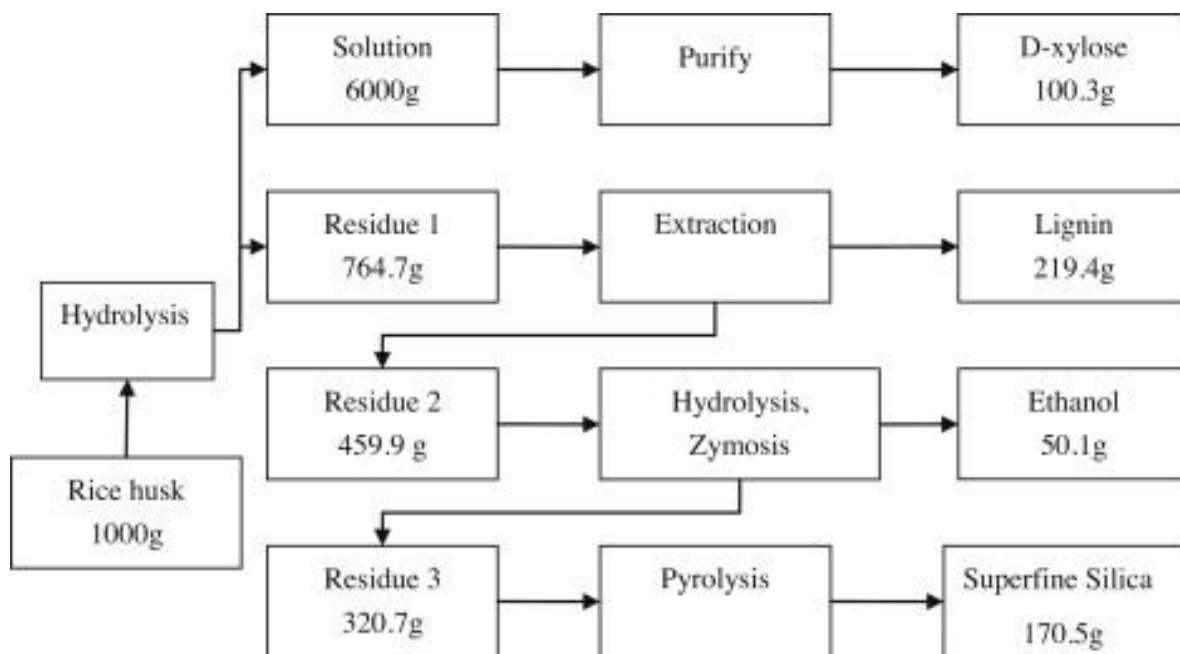 Solution
6000g
Purify
D-xylose
100.3g
Residue 1
764.7g
Extraction
Lignin
219.4g
Hydrolysis
Residue 2
459.9 g
Hydrolysis,
Zymosis
Ethanol
50.1g
Rice husk
1000g
Residue 3
320.7g
Pyrolysis
Superfine Silica
170.5g